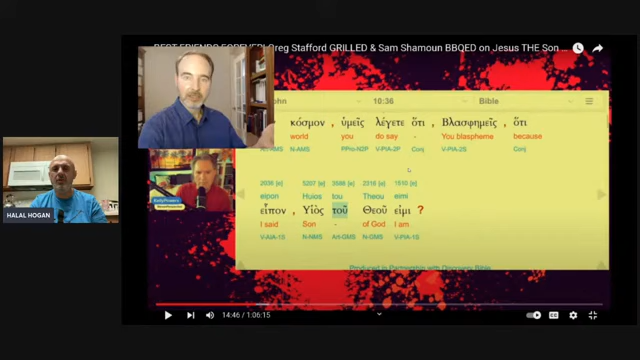 BEST FRIENDS FOREVER! Greg Stafford GRILLED & Sam Shamoun BBQED on Jesus THE Son ...
John 10:36 Bible
κόσμον , ὑμεῖς λέγετε ὅτι , Βλασφημεῖς , ὅτι
world you do say - You blaspheme because
N-AMS PPro-N2P V-PIA-2P Conj V-PIA-2S Conj
2036 [e] 5207 [e] 3588 [e] 2316 [e] 1510 [e]
eipon Huios tou Theou eimi
εἶπον , Υἱὸς τοῦ Θεοῦ εἰμι ?
I said Son - of God I am
V-AIA-1S N-NMS Art-GMS N-GMS V-PIA-1S
Produced in Partnership with Discovery Bible
HALAL HOGAN
14:46 / 1:06:15